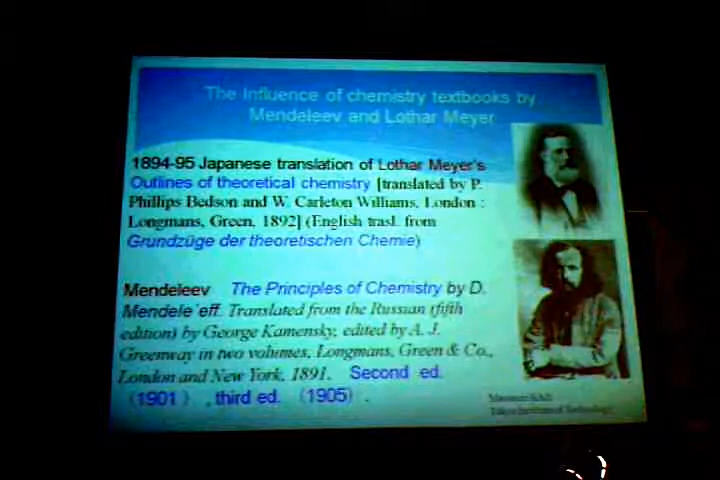 The Influence of chemistry textbooks by
Mendeleev and Lothar Meyer
1894-95 Japanese translation of Lothar Meyer's
Outlines of theoretical chemistry [translated by P.
Phillips Bedson and W. Carleton Williams, London :
Longmans, Green, 1892] (English trasl. from
Grundzüge der theoretischen Chemie)
Mendeleev The Principles of Chemistry by D.
Mendele'eff. Translated from the Russian (fifth
edition) by George Kamensky, edited by A. J.
Greenway in two volumes, Longmans, Green & Co.,
London and New York, 1891. Second ed.
(1901) , third ed. (1905) .
Tokyo Institute of Technology